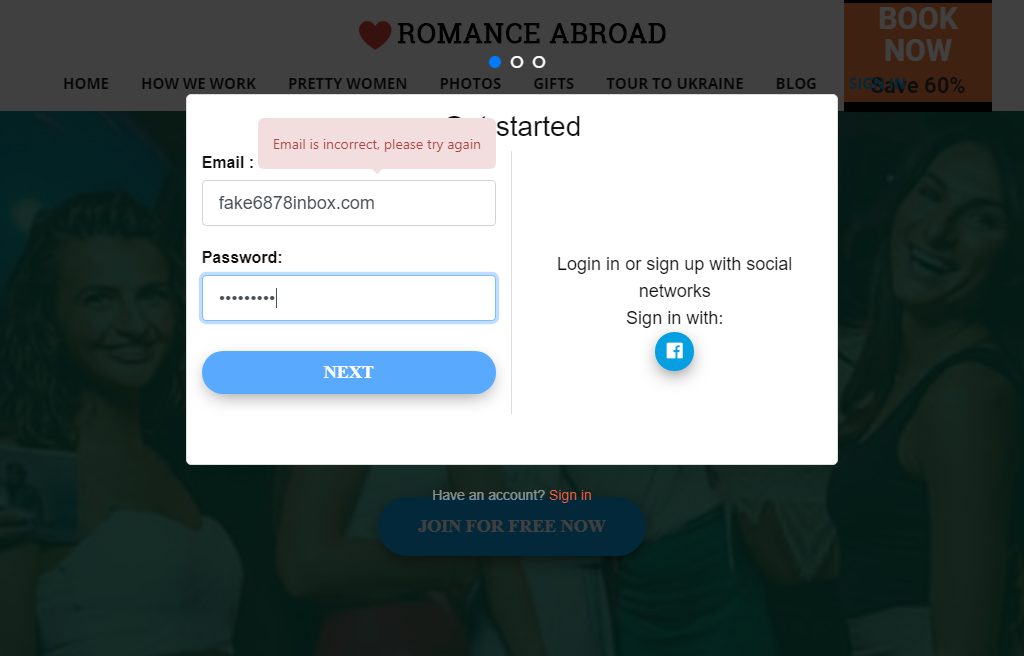 ROMANCE ABROAD
BOOK
NOW
Save 60%
HOME HOW WE WORK PRETTY WOMEN PHOTOS GIFTS TOUR TO UKRAINE BLOG SIGN IN
started
Email is incorrect, please try again
Email :
fake6878inbox.com
Password:
•••••••••
NEXT
Login in or sign up with social
networks
Sign in with:
Have an account? Sign in
JOIN FOR FREE NOW